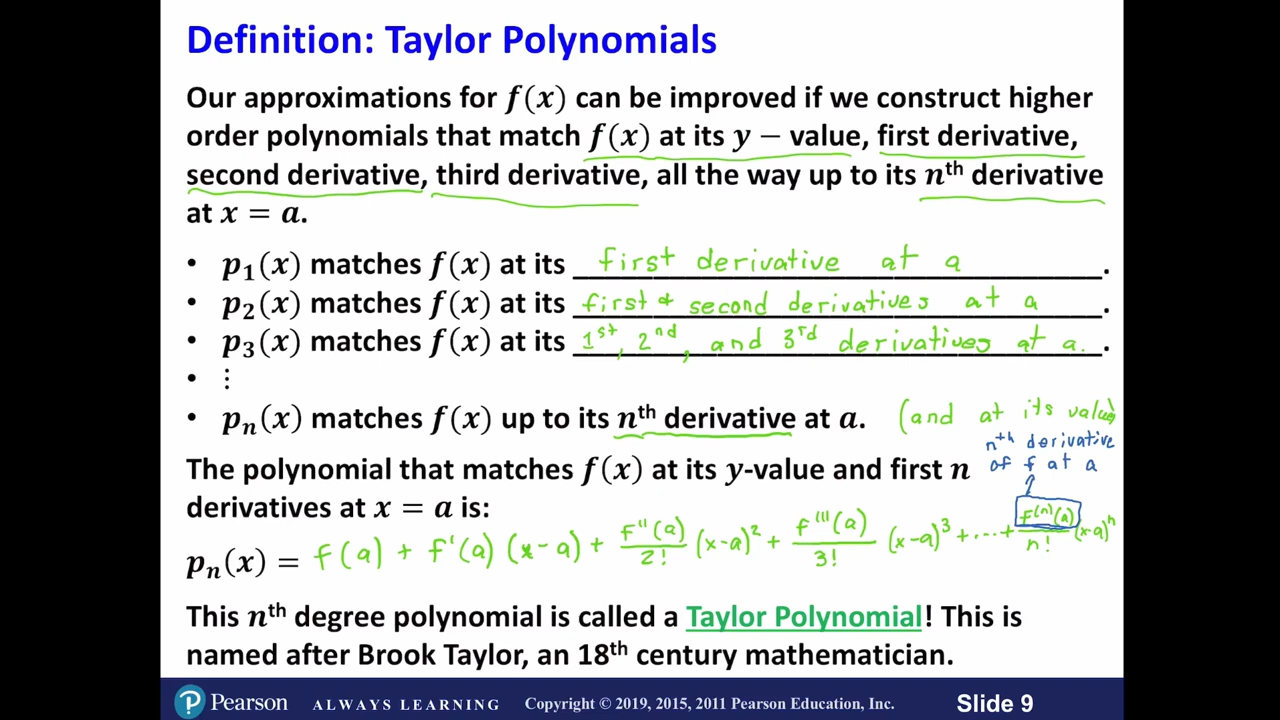 Definition: Taylor Polynomials
Our approximations for f(x) can be improved if we construct higher
order polynomials that match f(x) at its y − value, first derivative,
second derivative, third derivative, all the way up to its nᵗʰ derivative
at x = a.
• p₁(x) matches f(x) at its first derivative at a.
• p₂(x) matches f(x) at its first + second derivatives at a.
• p₃(x) matches f(x) at its 1ˢᵗ, 2ⁿᵈ, and 3ʳᵈ derivatives at a.
• ⋮
• pₙ(x) matches f(x) up to its nᵗʰ derivative at a. (and at its value)
nᵗʰ derivative
of f at a
The polynomial that matches f(x) at its y-value and first n
derivatives at x = a is:
pₙ(x) = f(a) + f'(a)(x-a) + f''(a)/2! (x-a)² + f'''(a)/3! (x-a)³ + ... + f⁽ⁿ⁾(a)/n! (x-a)ⁿ
This nᵗʰ degree polynomial is called a Taylor Polynomial! This is
named after Brook Taylor, an 18ᵗʰ century mathematician.
P Pearson ALWAYS LEARNING Copyright © 2019, 2015, 2011 Pearson Education, Inc. Slide 9